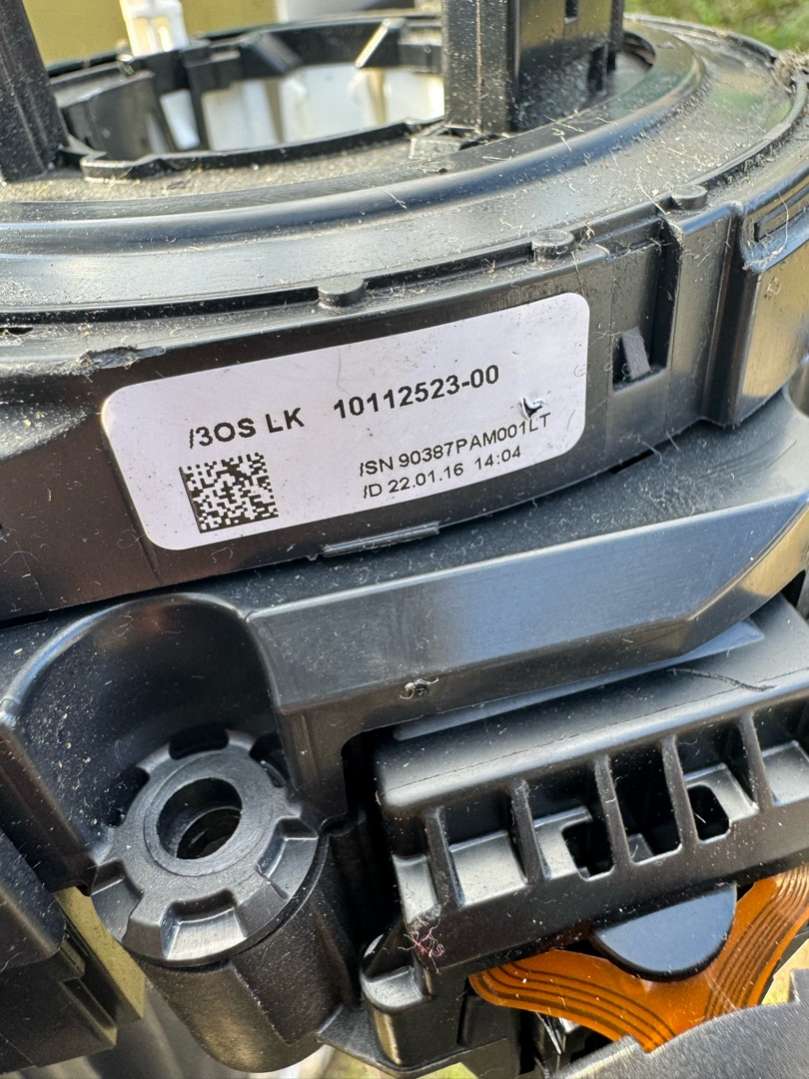 /3OS LK 10112523-00
/SN 90387PAM001LT
/D 22.01.16 14:04